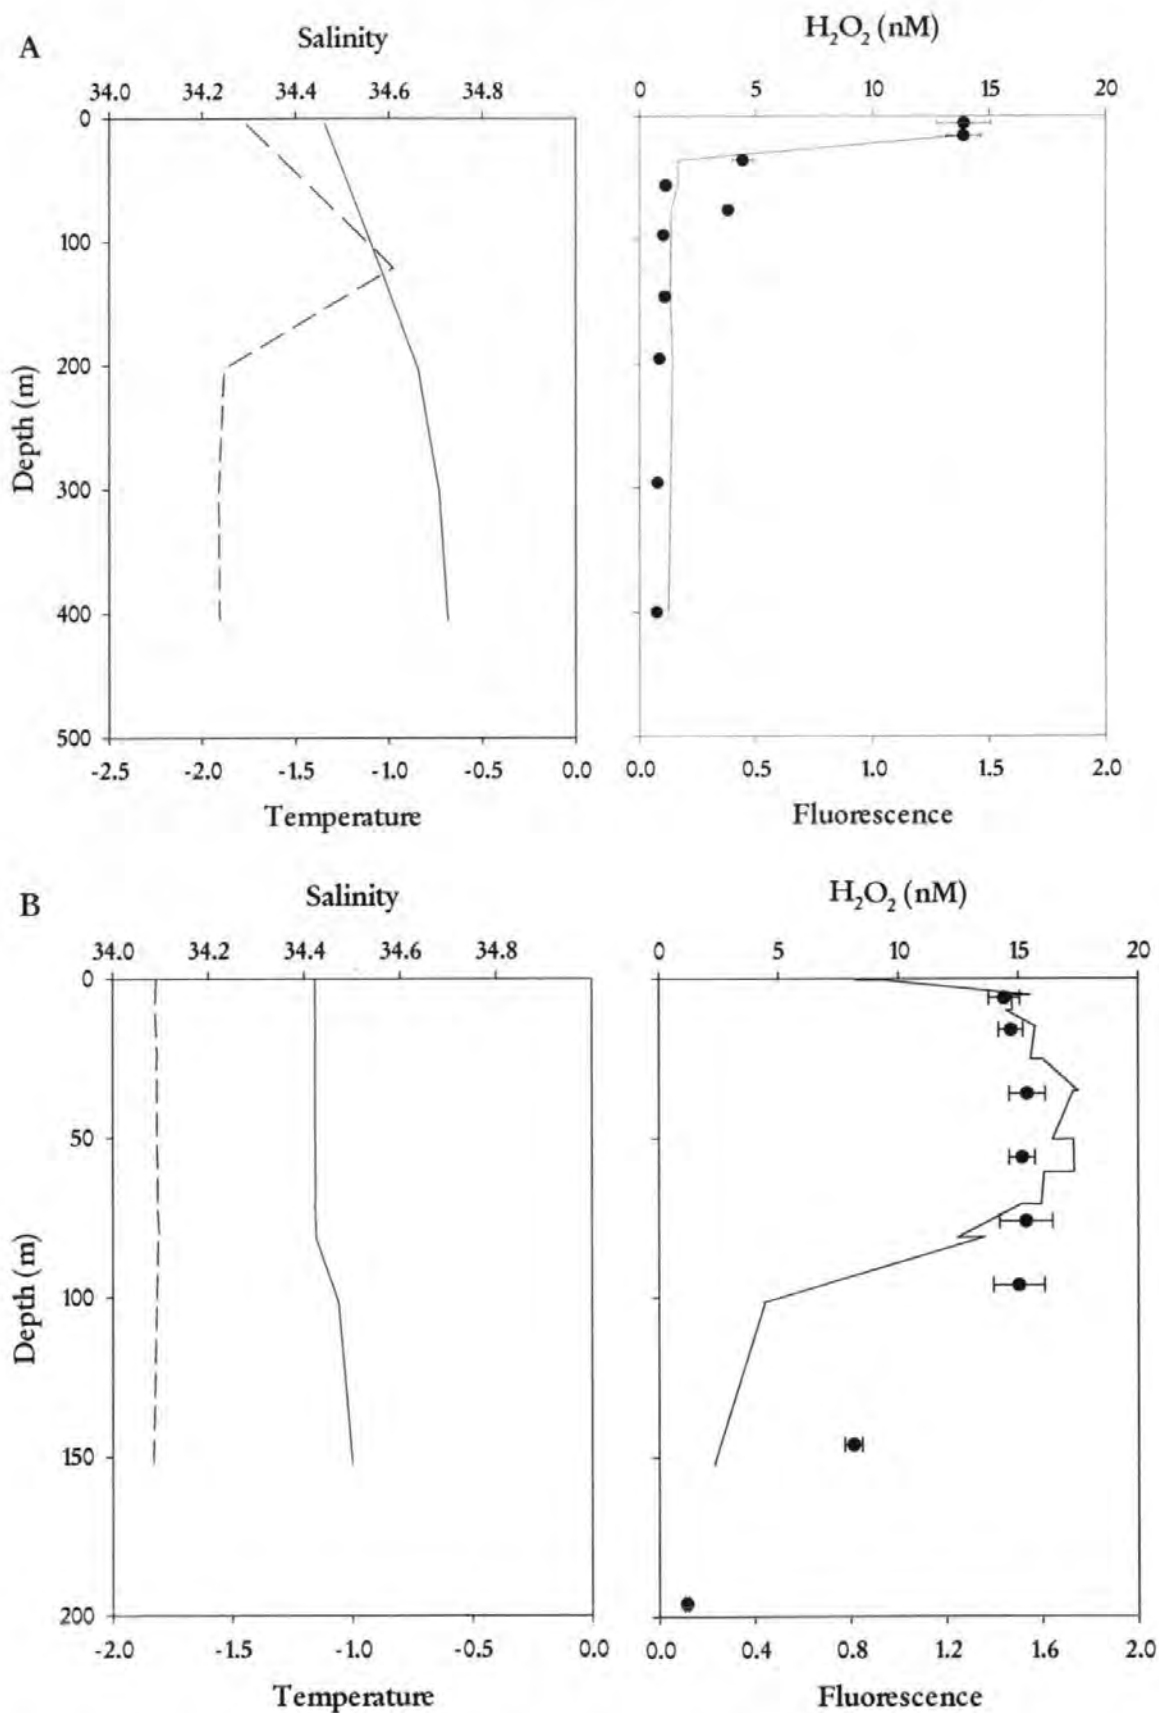 A
Salinity
34.0 34.2 34.4 34.6 34.8
0
100
200
300
400
500
Depth (m)
-2.5 -2.0 -1.5 -1.0 -0.5 0.0
Temperature
H₂O₂ (nM)
0 5 10 15 20
0.0 0.5 1.0 1.5 2.0
Fluorescence
B
Salinity
34.0 34.2 34.4 34.6 34.8
0
50
100
150
200
Depth (m)
-2.0 -1.5 -1.0 -0.5 0.0
Temperature
H₂O₂ (nM)
0 5 10 15 20
0.0 0.4 0.8 1.2 1.6 2.0
Fluorescence